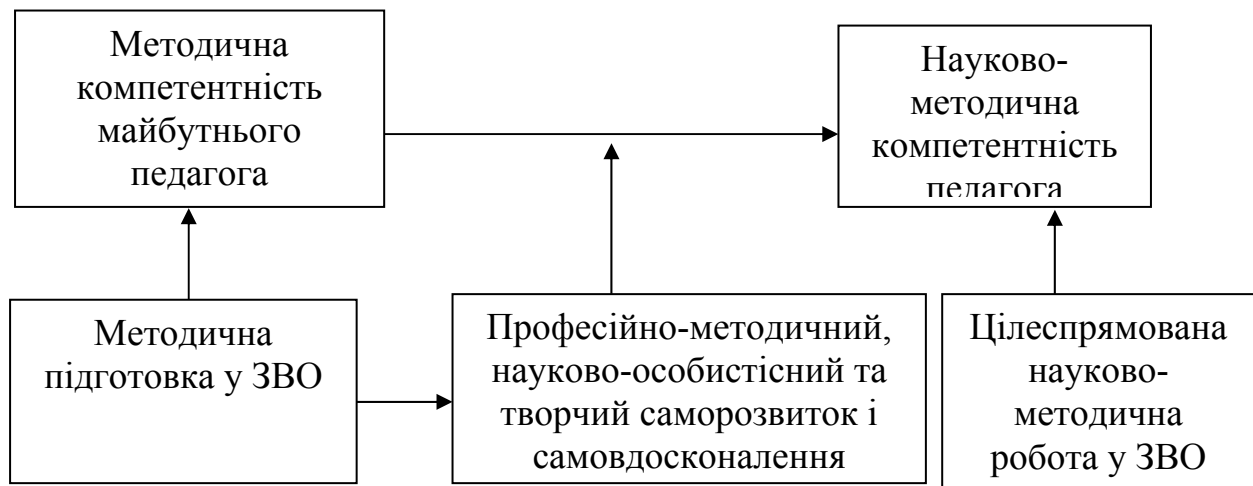 Методична
компетентність
майбутнього
педагога
Науково-
методична
компетентність
педагога
Методична
підготовка у ЗВО
Професійно-методичний,
науково-особистісний та
творчий саморозвиток і
самовдосконалення
Цілеспрямована
науково-
методична
робота у ЗВО